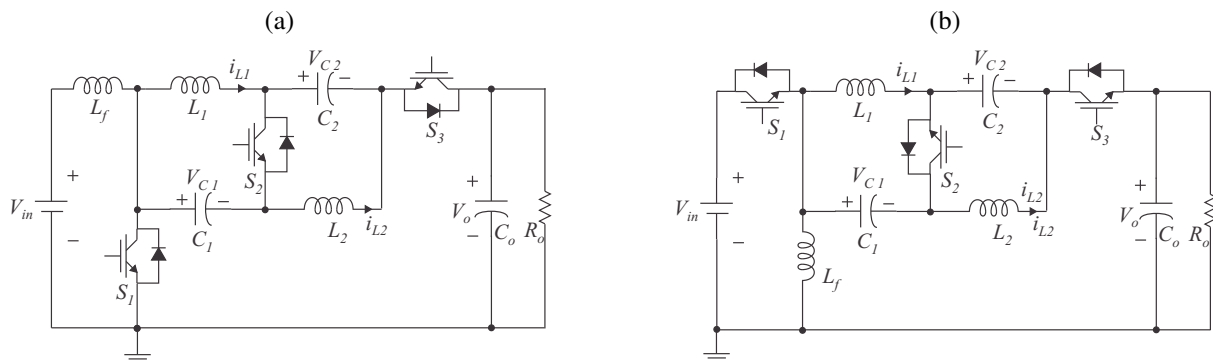 (a)
(b)
V_C2
i_L1
+ −
L_f
L_1
C_2
S_3
S_2
V_C1
+ −
+
V_in
−
C_1
L_2
i_L2
+
V_o
−
C_o
R_o
S_1
V_C2
i_L1
+ −
S_1
L_1
C_2
S_3
S_2
V_C1
+ −
i_L2
+
V_in
−
C_1
L_2
i_L2
+
V_o
−
C_o
R_o
L_f